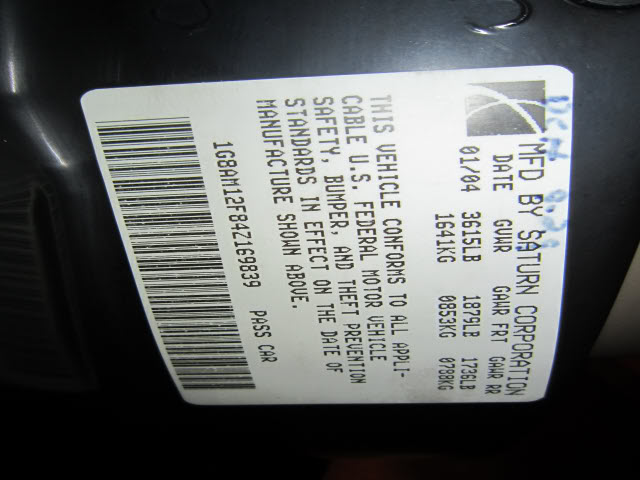 MFD BY SATURN CORPORATION
DATE GVWR GAWR FRT GAWR RR
01/04 3615LB 1879LB 1736LB
1641KG 0853KG 0788KG
THIS VEHICLE CONFORMS TO ALL APPLI-
CABLE U.S. FEDERAL MOTOR VEHICLE
SAFETY, BUMPER, AND THEFT PREVENTION
STANDARDS IN EFFECT ON THE DATE OF
MANUFACTURE SHOWN ABOVE.
1G8AM12F84Z169839 PASS CAR